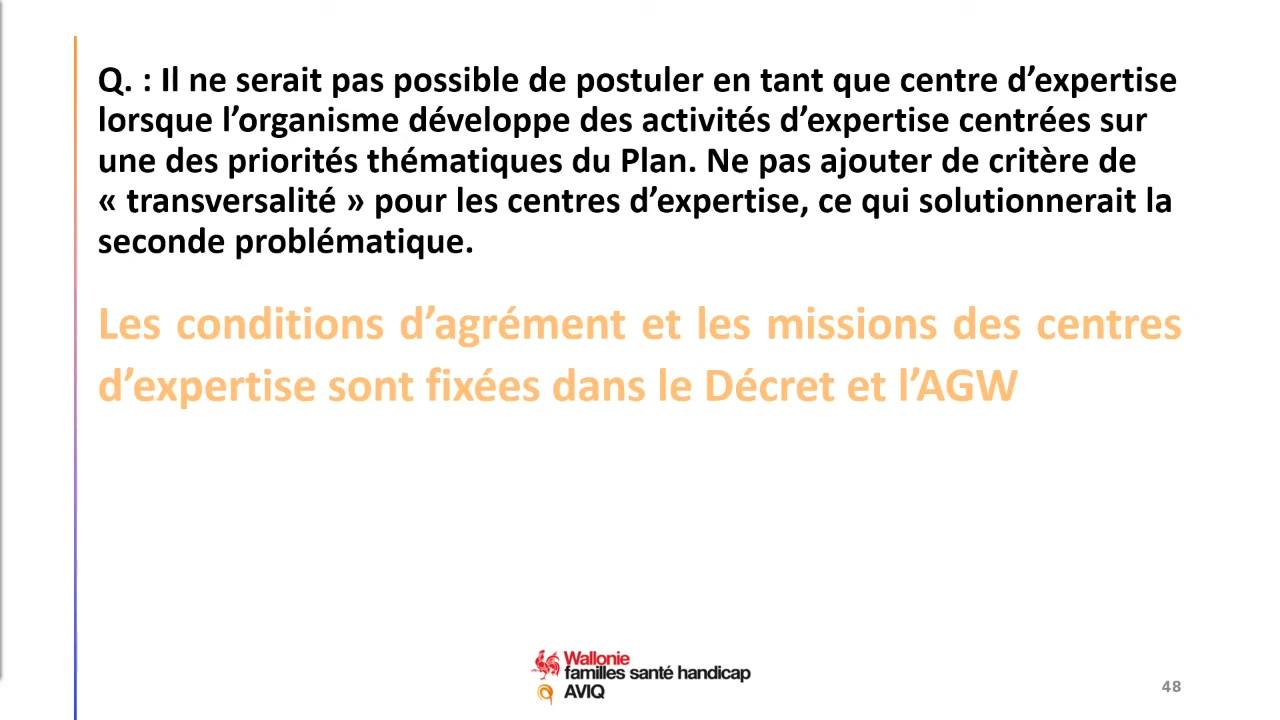 Q. : Il ne serait pas possible de postuler en tant que centre d’expertise
lorsque l’organisme développe des activités d’expertise centrées sur
une des priorités thématiques du Plan. Ne pas ajouter de critère de
« transversalité » pour les centres d’expertise, ce qui solutionnerait la
seconde problématique.
Les conditions d’agrément et les missions des centres
d’expertise sont fixées dans le Décret et l’AGW
Wallonie
familles santé handicap
AVIQ
48